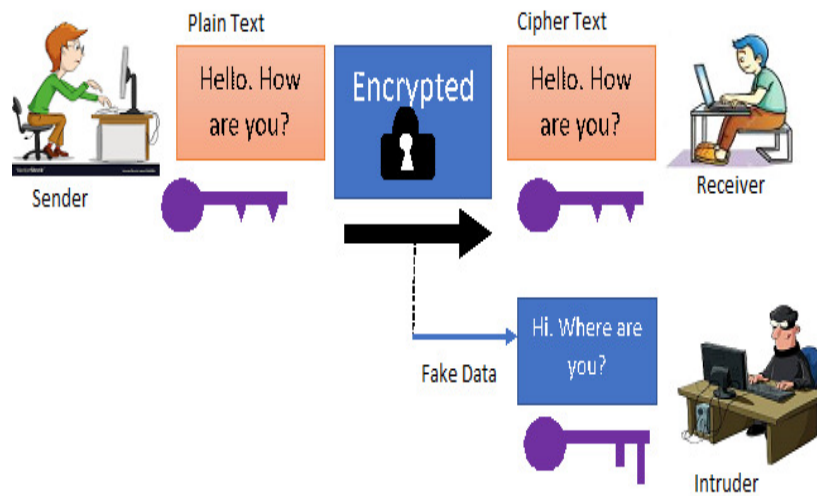 Plain Text
Cipher Text
Hello. How
are you?
Encrypted
Hello. How
are you?
Sender
Receiver
Hi. Where are
you?
Fake Data
Intruder